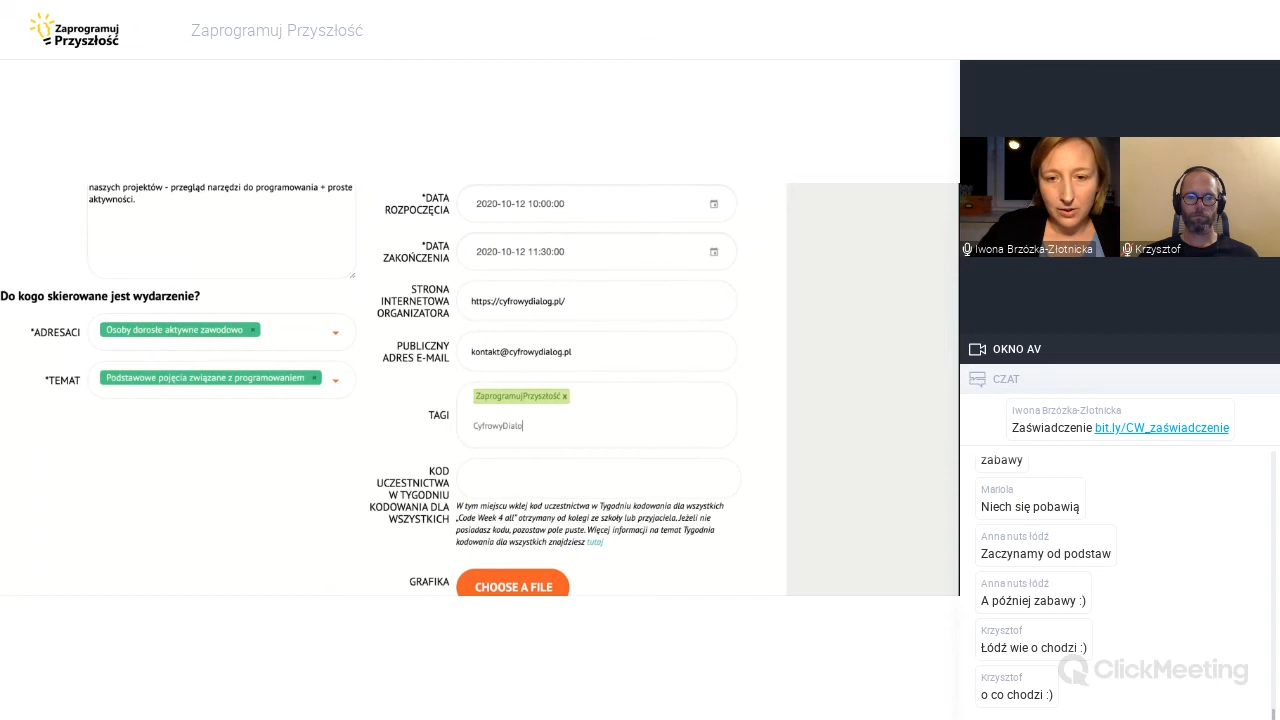 Zaprogramuj
Przyszłość
Zaprogramuj Przyszłość
naszych projektów - przegląd narzędzi do programowania + proste
aktywności.
Do kogo skierowane jest wydarzenie?
*ADRESACI
Osoby dorosłe aktywne zawodowo ×
*TEMAT
Podstawowe pojęcia związane z programowaniem ×
*DATA
ROZPOCZĘCIA
2020-10-12 10:00:00
*DATA
ZAKOŃCZENIA
2020-10-12 11:30:00
STRONA
INTERNETOWA
ORGANIZATORA
https://cyfrowydialog.pl/
PUBLICZNY
ADRES E-MAIL
kontakt@cyfrowydialog.pl
TAGI
ZaprogramujPrzyszłość x
CyfrowyDialo
KOD
UCZESTNICTWA
W TYGODNIU
KODOWANIA DLA
WSZYSTKICH
W tym miejscu wklej kod uczestnictwa w Tygodniu kodowania dla wszystkich
„Code Week 4 all” otrzymany od kolegi ze szkoły lub przyjaciela. Jeżeli nie
posiadasz kodu, pozostaw pole puste. Więcej informacji na temat Tygodnia
kodowania dla wszystkich znajdziesz tutaj
GRAFIKA
CHOOSE A FILE
Iwona Brzózka-Złotnicka
Krzysztof
OKNO AV
CZAT
Iwona Brzózka-Złotnicka
Zaświadczenie bit.ly/CW_zaświadczenie
zabawy
Mariola
Niech się pobawią
Anna nuts łódź
Zaczynamy od podstaw
Anna nuts łódź
A później zabawy :)
Krzysztof
Łódź wie o chodzi :)
Krzysztof
o co chodzi :)
ClickMeeting